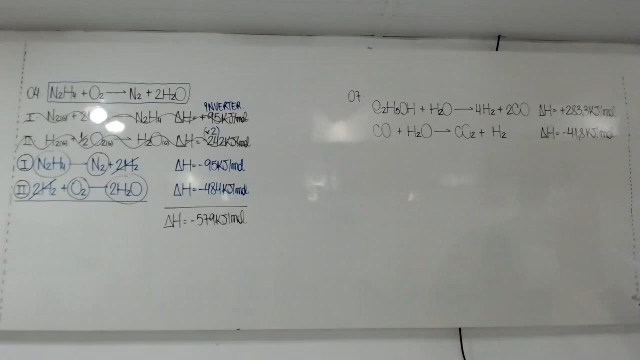 04 N₂H₄ + O₂ → N₂ + 2H₂O
INVERTER
I N₂(g) + 2 → N₂H₄ ΔH = +95KJ/mol
(x2)
II H₂(g) + ½O₂(g) → H₂O(g) ΔH = -242KJ/mol
I N₂H₄ → N₂ + 2H₂ ΔH = -95KJ/mol
II 2H₂ + O₂ → 2H₂O ΔH = -484KJ/mol
ΔH = -579KJ/mol
07
C₂H₅OH + H₂O → 4H₂ + 2CO ΔH = +283,3KJ/mol
CO + H₂O → CO₂ + H₂ ΔH = -41,8KJ/mol